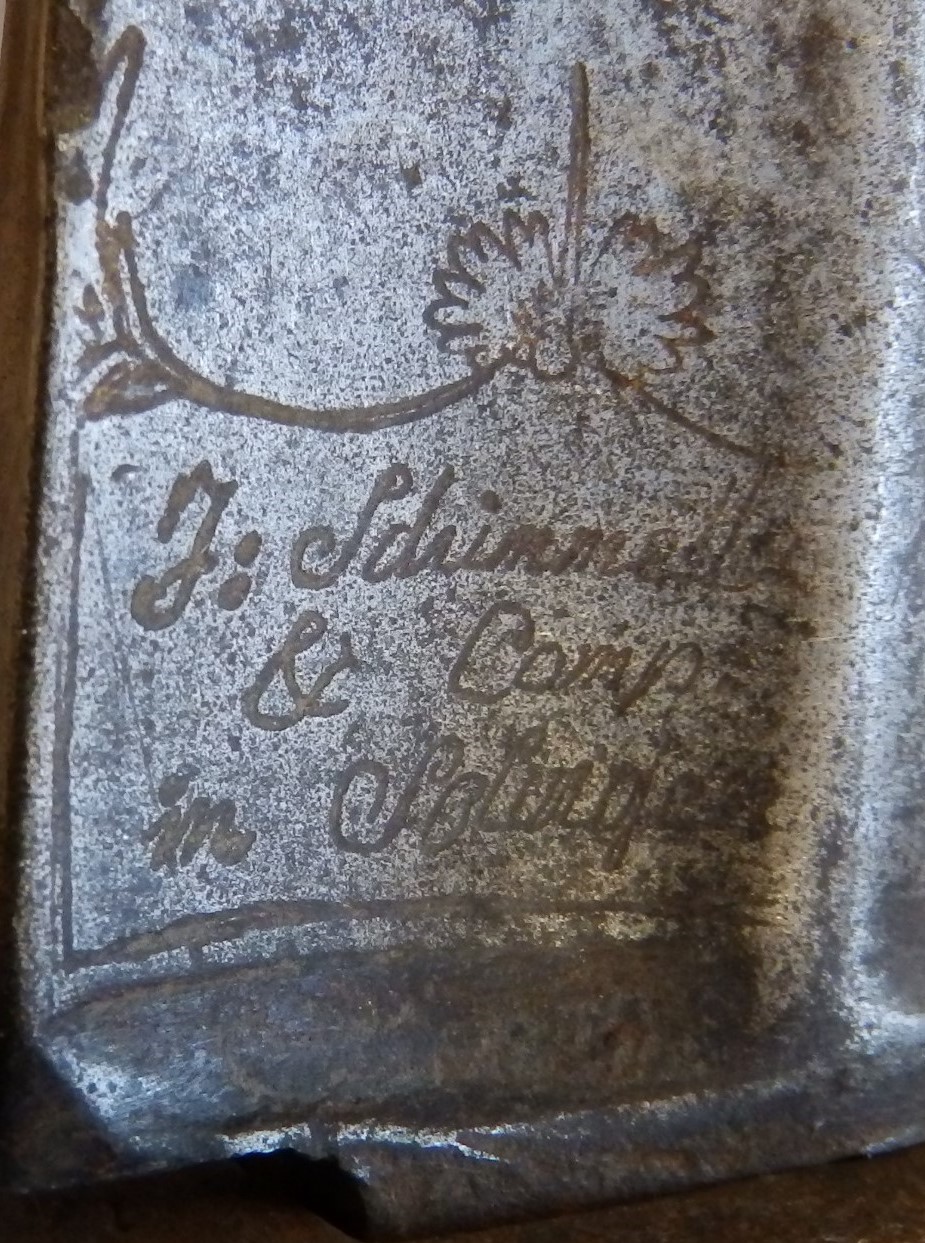 J: Schimmel
& Comp
in Solingen